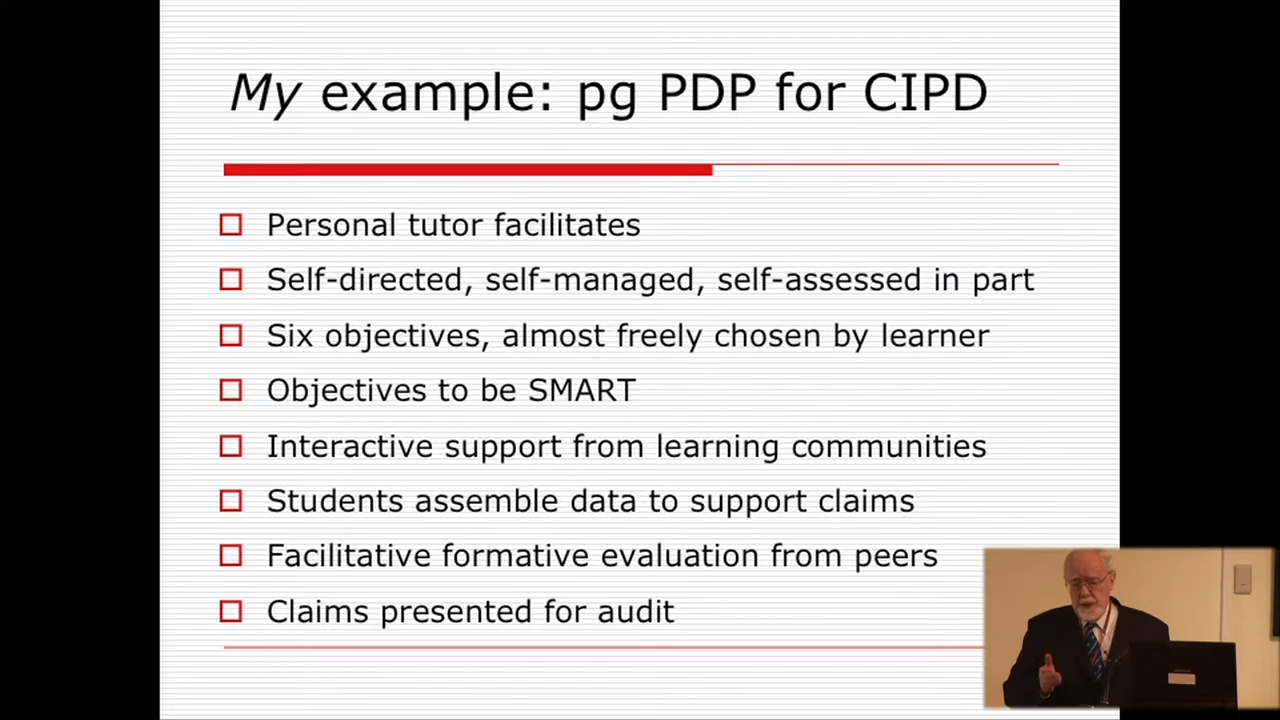 My example: pg PDP for CIPD
Personal tutor facilitates
Self-directed, self-managed, self-assessed in part
Six objectives, almost freely chosen by learner
Objectives to be SMART
Interactive support from learning communities
Students assemble data to support claims
Facilitative formative evaluation from peers
Claims presented for audit